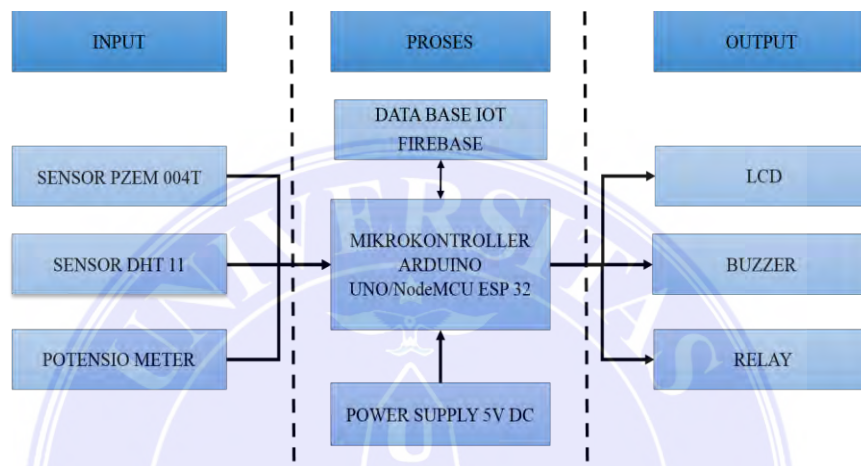 INPUT
PROSES
OUTPUT
DATA BASE IOT
FIREBASE
SENSOR PZEM 004T
SENSOR DHT 11
POTENSIO METER
MIKROKONTROLLER
ARDUINO
UNO/NodeMCU ESP 32
POWER SUPPLY 5V DC
LCD
BUZZER
RELAY
UNIVERSITAS